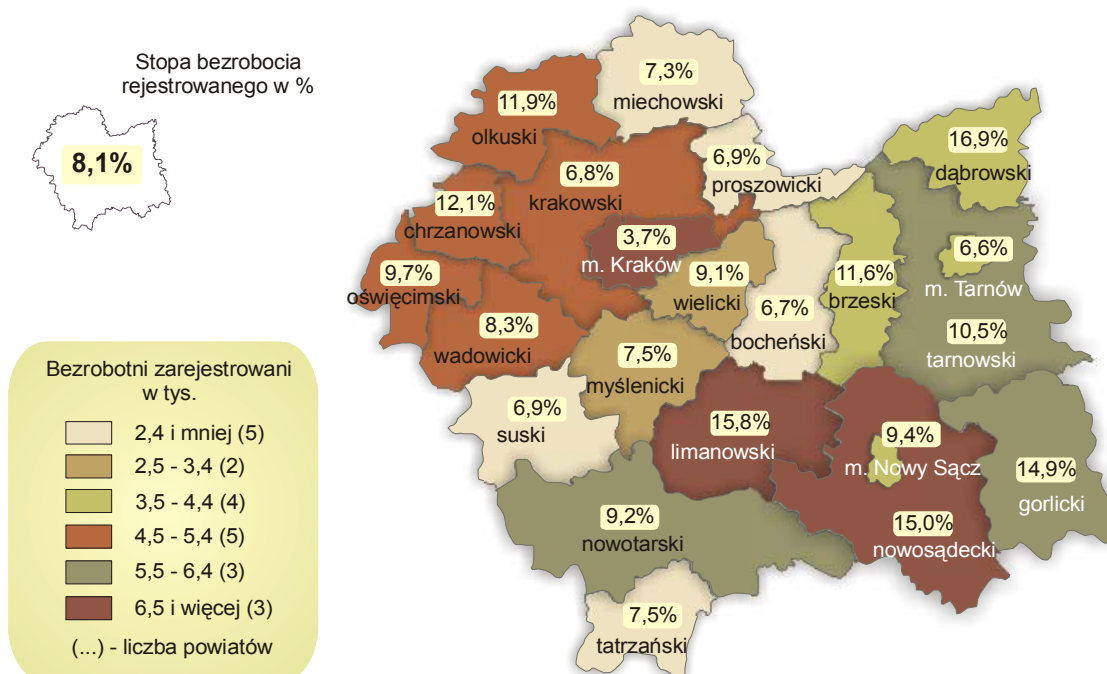 Stopa bezrobocia
rejestrowanego w %
8,1%
7,3%
miechowski
11,9%
olkuski
6,9%
proszowicki
16,9%
dąbrowski
6,8%
krakowski
12,1%
chrzanowski
3,7%
m. Kraków
6,6%
m. Tarnów
9,7%
oświęcimski
9,1%
wielicki
11,6%
brzeski
6,7%
bocheński
8,3%
wadowicki
10,5%
tarnowski
7,5%
myślenicki
6,9%
suski
15,8%
limanowski
9,4%
m. Nowy Sącz
14,9%
gorlicki
9,2%
nowotarski
15,0%
nowosądecki
7,5%
tatrzański
Bezrobotni zarejestrowani
w tys.
2,4 i mniej (5)
2,5 - 3,4 (2)
3,5 - 4,4 (4)
4,5 - 5,4 (5)
5,5 - 6,4 (3)
6,5 i więcej (3)
(...) - liczba powiatów